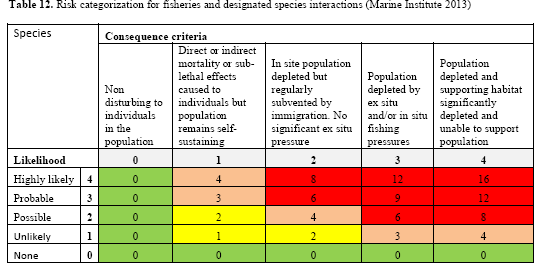 Table 12. Risk categorization for fisheries and designated species interactions (Marine Institute 2013)
Species
Consequence criteria
Non
disturbing to
individuals
in the
population
Direct or indirect
mortality or sub-
lethal effects
caused to
individuals but
population
remains self-
sustaining
In site population
depleted but
regularly
subvented by
immigration. No
significant ex situ
pressure
Population
depleted by
ex situ
and/or in situ
fishing
pressures
Population
depleted and
supporting habitat
significantly
depleted and
unable to support
population
Likelihood 0 1 2 3 4
Highly likely 4 0 4 8 12 16
Probable 3 0 3 6 9 12
Possible 2 0 2 4 6 8
Unlikely 1 0 1 2 3 4
None 0 0 0 0 0 0